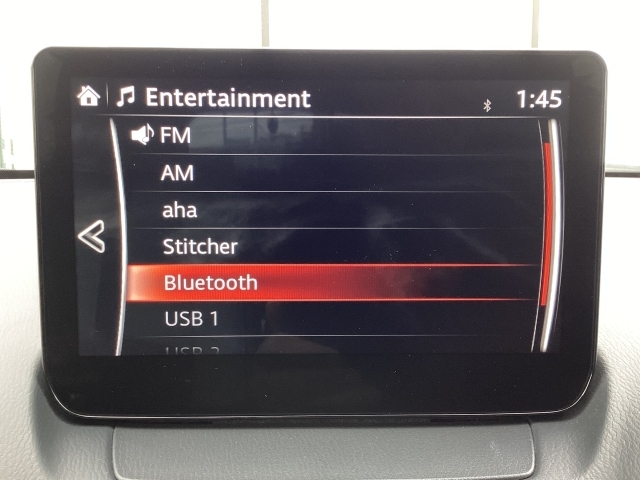 Entertainment 1:45
FM
AM
aha
Stitcher
Bluetooth
USB 1